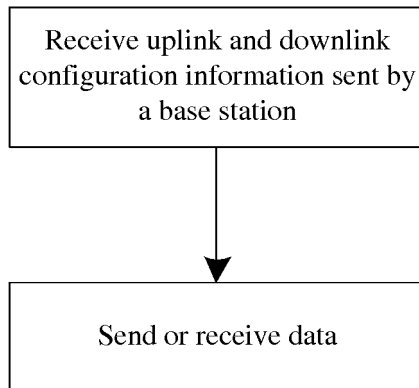 Receive uplink and downlink
configuration information sent by
a base station
Send or receive data